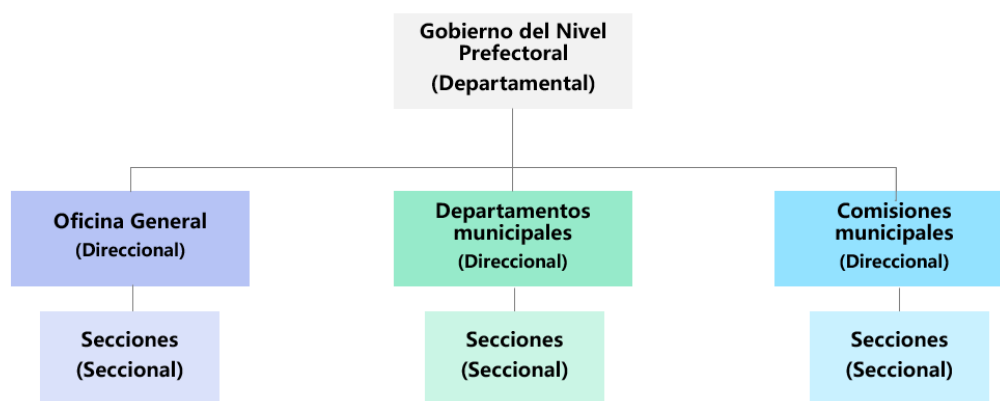 Gobierno del Nivel
Prefectoral
(Departamental)
Oficina General
(Direccional)
Departamentos
municipales
(Direccional)
Comisiones
municipales
(Direccional)
Secciones
(Seccional)
Secciones
(Seccional)
Secciones
(Seccional)